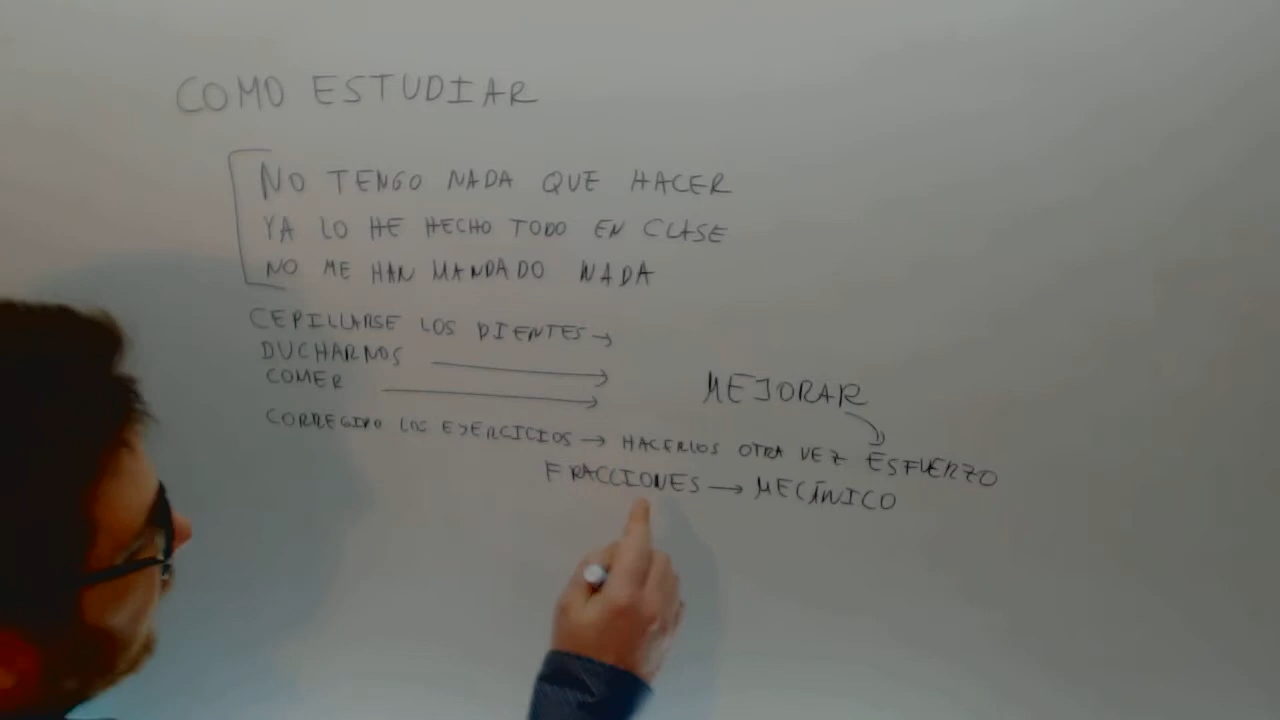 COMO ESTUDIAR
NO TENGO NADA QUE HACER
YA LO HE HECHO TODO EN CLASE
NO ME HAN MANDADO NADA
CEPILLARSE LOS DIENTES →
DUCHARNOS →
COMER →
MEJORAR
CORREGIDO LOS EJERCICIOS → HACERLOS OTRA VEZ ESFUERZO
FRACCIONES → MECÁNICO